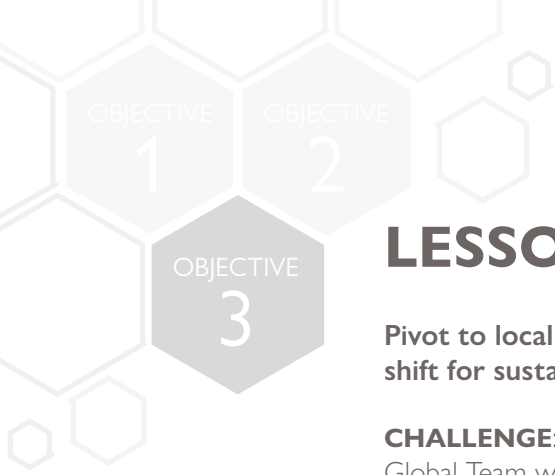 OBJECTIVE
1
OBJECTIVE
2
OBJECTIVE
3
LESSO
Pivot to local
shift for susta
CHALLENGE:
Global Team w